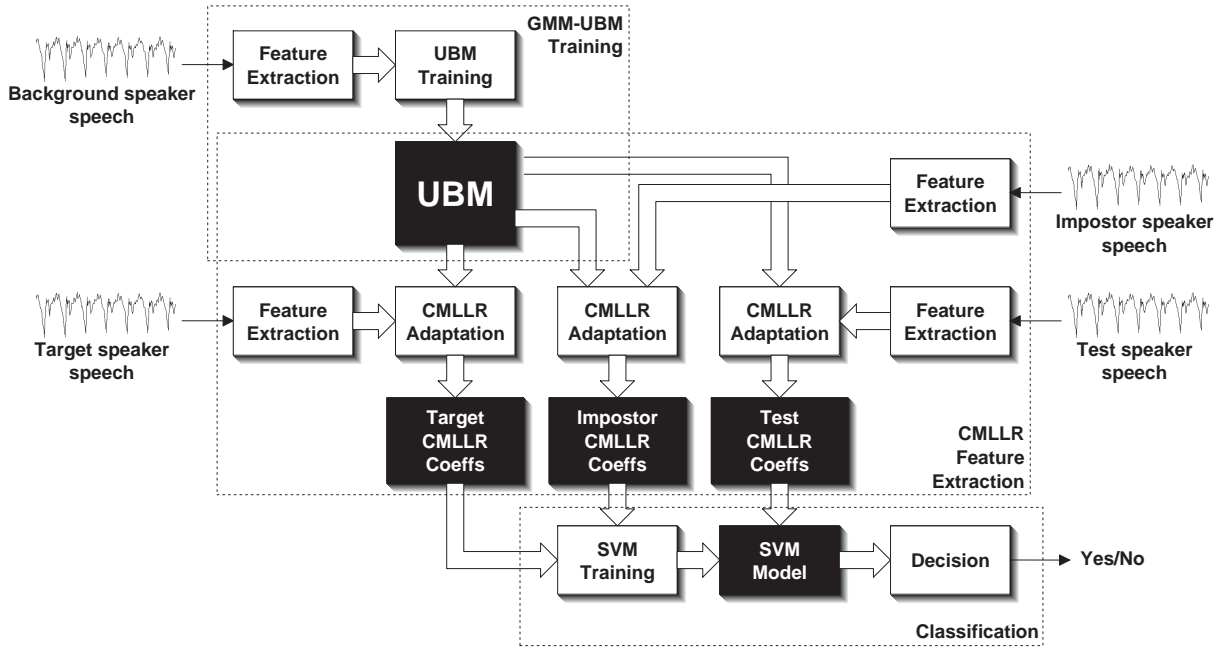 GMM-UBM
Training
Feature
Extraction
UBM
Training
Background speaker
speech
UBM
Feature
Extraction
Impostor speaker
speech
Feature
Extraction
CMLLR
Adaptation
CMLLR
Adaptation
CMLLR
Adaptation
Feature
Extraction
Target speaker
speech
Test speaker
speech
Target
CMLLR
Coeffs
Impostor
CMLLR
Coeffs
Test
CMLLR
Coeffs
CMLLR
Feature
Extraction
SVM
Training
SVM
Model
Decision
Yes/No
Classification